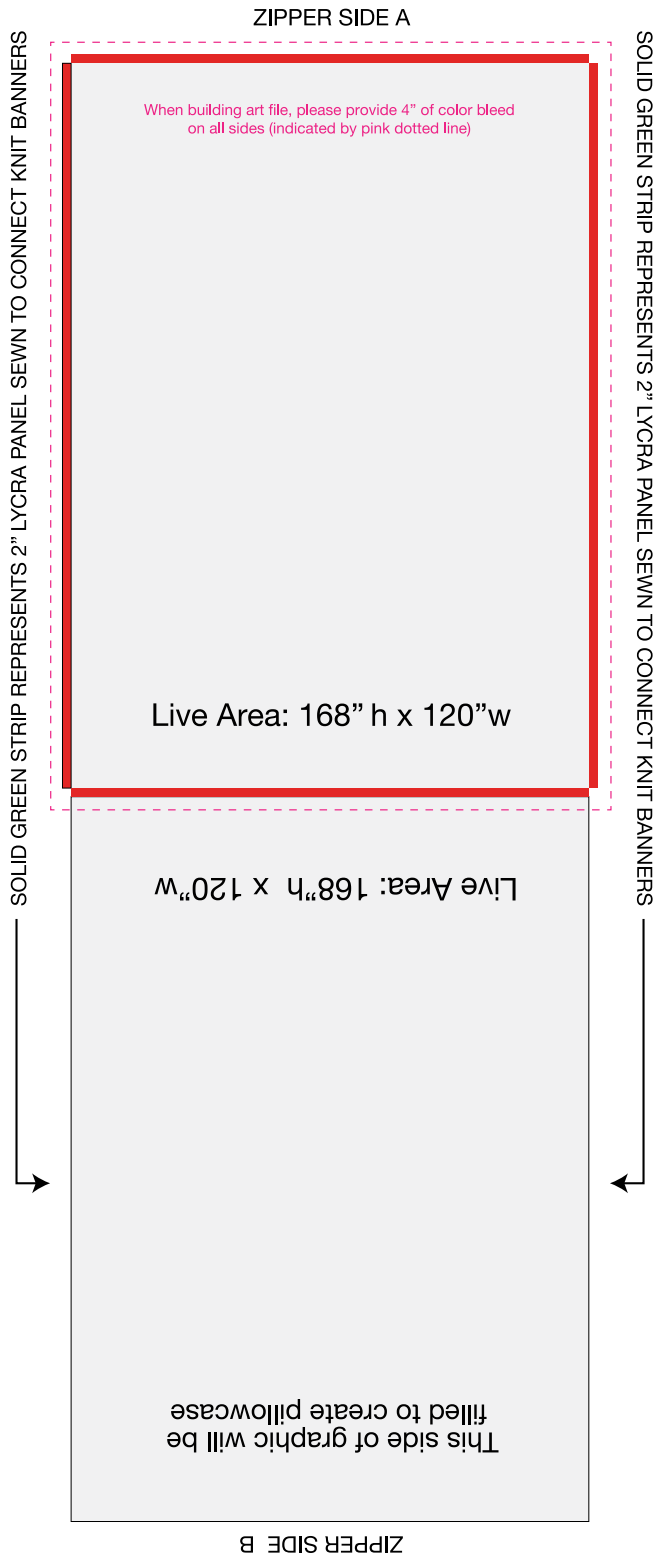 ZIPPER SIDE A
SOLID GREEN STRIP REPRESENTS 2” LYCRA PANEL SEWN TO CONNECT KNIT BANNERS
SOLID GREEN STRIP REPRESENTS 2” LYCRA PANEL SEWN TO CONNECT KNIT BANNERS
When building art file, please provide 4” of color bleed
on all sides (indicated by pink dotted line)
Live Area: 168” h x 120”w
Live Area: 168”h x 120”w
This side of graphic will be
filled to create pillowcase
ZIPPER SIDE B